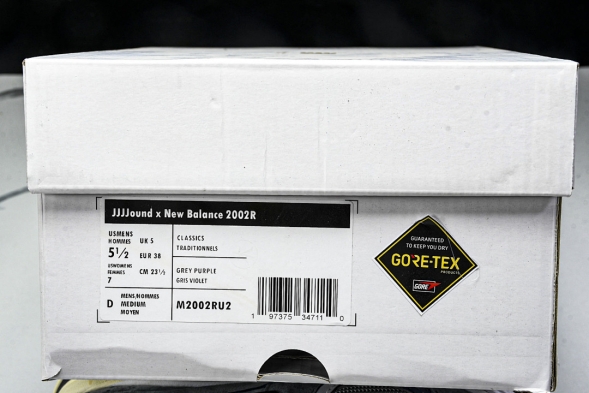 JJJJound x New Balance 2002R
USMENS
HOMMES
5½
USWOMENS
FEMMES
7
UK 5
EUR 38
CM 23½
D
MENS/HOMMES
MEDIUM
MOYEN
CLASSICS
TRADITIONNELS
GREY PURPLE
GRIS VIOLET
M2002RU2
1 97375 34711 0
GUARANTEED
TO KEEP YOU DRY
GORE-TEX
PRODUCTS
GORE